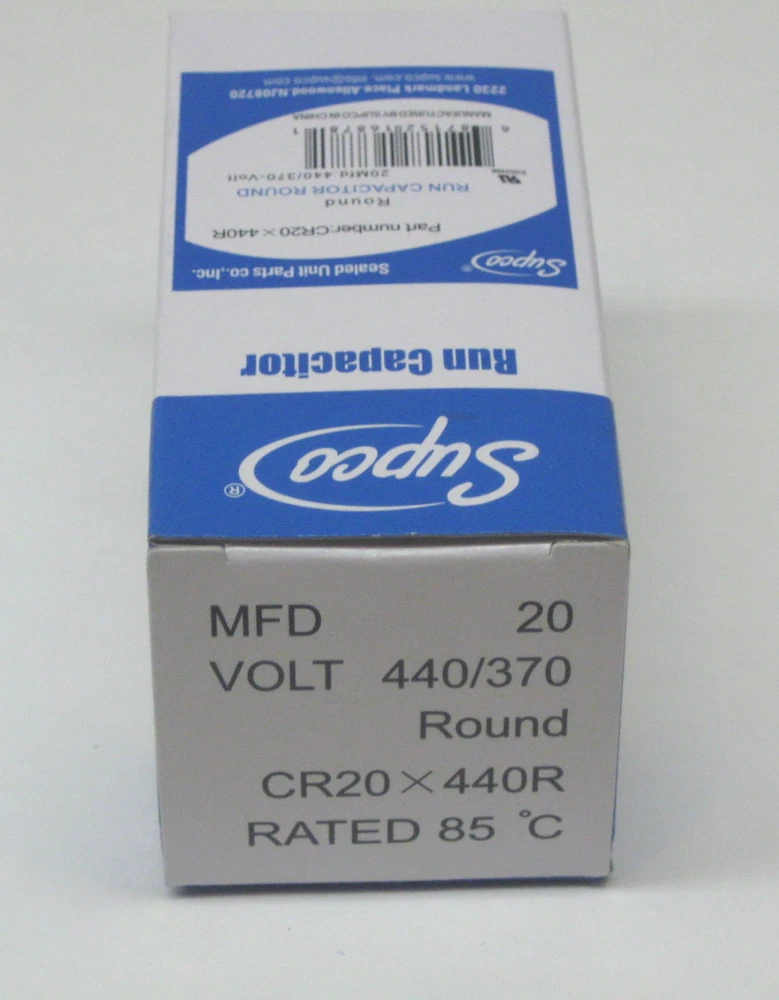 2230 Landmark Place Allenwood.NJ08720
www.supco.com. info@supco.com
MANUFACTURED BY SUPCO IN CHINA
20Mfd 440/370-Volt
RUN CAPACITOR ROUND
Round
Part number:CR20×440R
Supco®
Sealed Unit Parts co.,Inc.
Run Capacitor
Supco®
MFD 20
VOLT 440/370
Round
CR20×440R
RATED 85 ℃